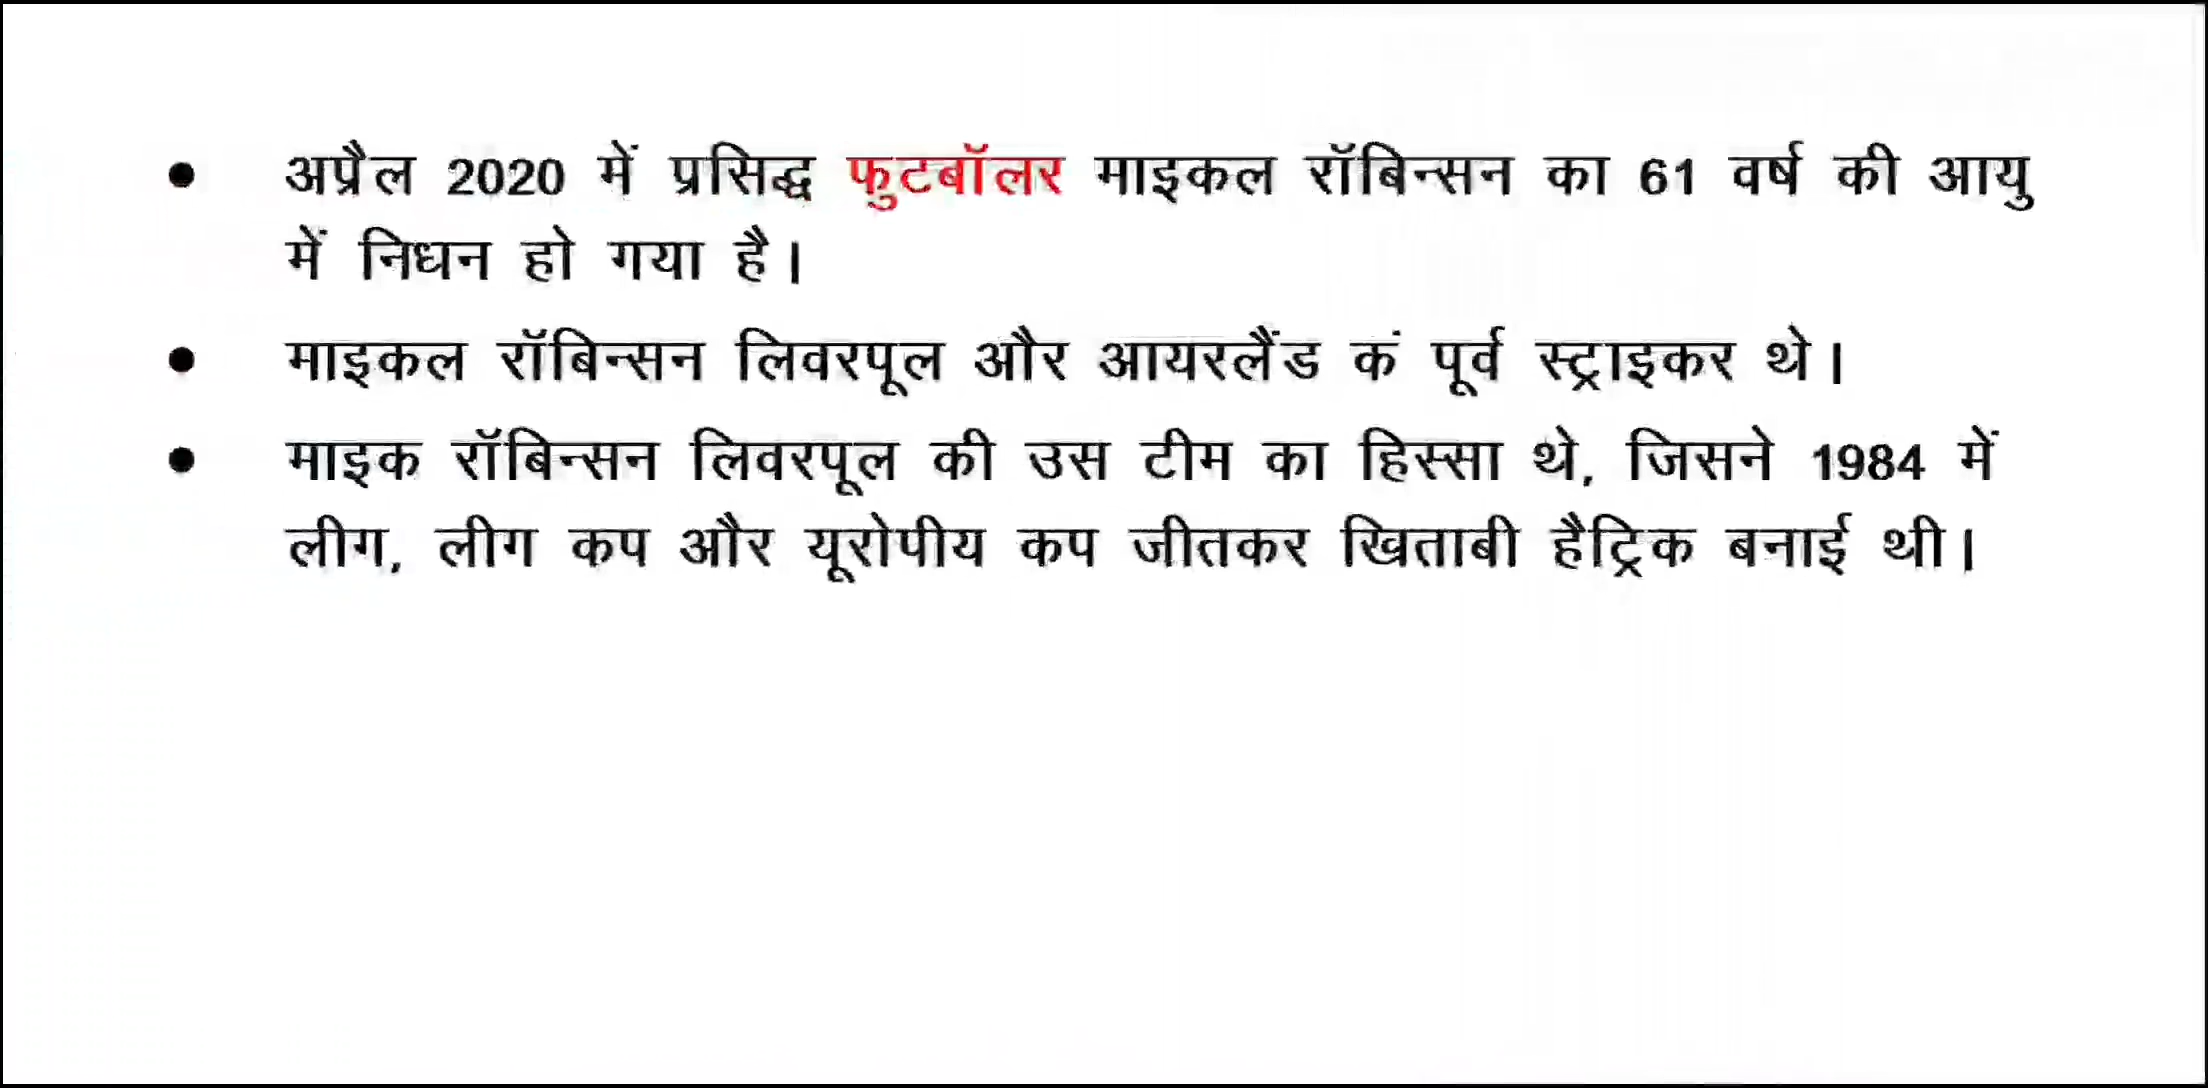 • अप्रैल 2020 में प्रसिद्ध फुटबॉलर माइकल रॉबिन्सन का 61 वर्ष की आयु
में निधन हो गया है।
• माइकल रॉबिन्सन लिवरपूल और आयरलैंड कं पूर्व स्ट्राइकर थे।
• माइक रॉबिन्सन लिवरपूल की उस टीम का हिस्सा थे, जिसने 1984 में
लीग, लीग कप और यूरोपीय कप जीतकर खिताबी हैट्रिक बनाई थी।